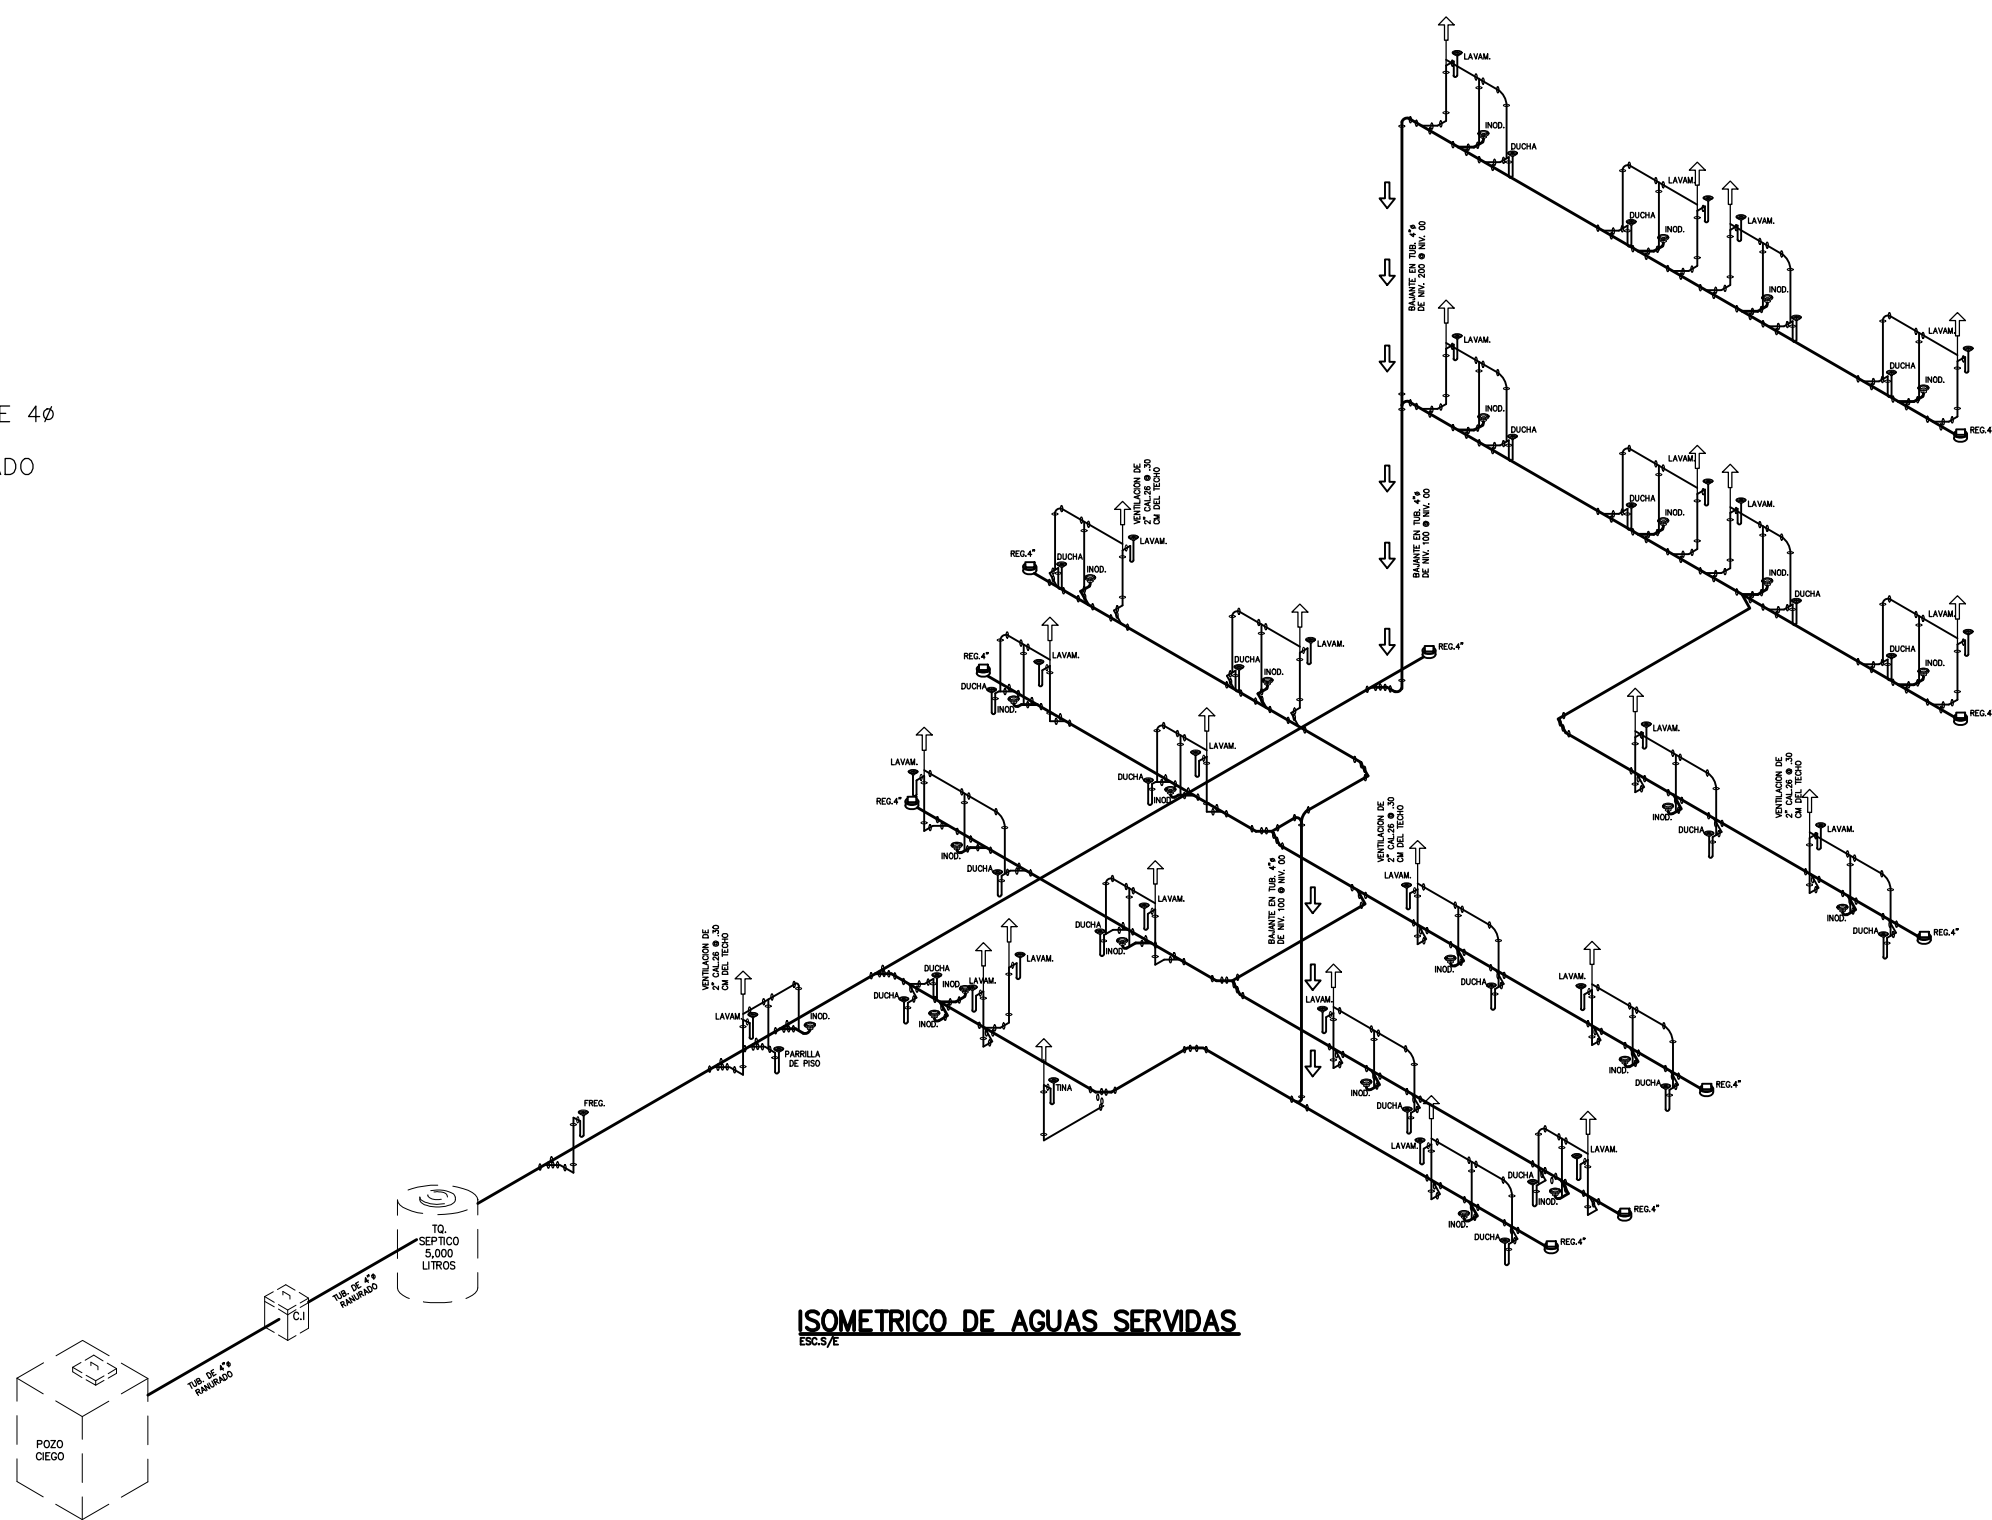 LAVAM.
INOD.
DUCHA
LAVAM.
DUCHA
INOD.
LAVAM.
INOD.
LAVAM.
DUCHA
INOD.
REG.4
BAJANTE EN TUB. 4"ø
DE NIV. 200 @ NIV. 00
LAVAM.
INOD.
DUCHA
E 4ø
ADO
LAVAM.
DUCHA
INOD.
LAVAM.
INOD.
DUCHA
LAVAM.
DUCHA
INOD.
REG.4
BAJANTE EN TUB. 4"ø
DE NIV. 100 @ NIV. 00
VENTILACION DE
2" CAL.26 @ .30
CM DEL TECHO
LAVAM.
REG.4"
DUCHA
INOD.
LAVAM.
DUCHA
INOD.
REG.4"
REG.4"
LAVAM.
DUCHA
INOD.
LAVAM.
DUCHA
INOD.
LAVAM.
REG.4"
INOD.
DUCHA
LAVAM.
INOD.
DUCHA
VENTILACION DE
2" CAL.26 @ .30
CM DEL TECHO
LAVAM.
INOD.
DUCHA
REG.4"
VENTILACION DE
2" CAL.26 @ .30
CM DEL TECHO
LAVAM.
INOD.
DUCHA
BAJANTE EN TUB. 4"ø
DE NIV. 100 @ NIV. 00
LAVAM.
DUCHA
INOD.
LAVAM.
INOD.
DUCHA
REG.4"
VENTILACION DE
2" CAL.26 @ .30
CM DEL TECHO
LAVAM.
INOD.
PARRILLA
DE PISO
DUCHA
DUCHA
INOD.
INOD.
LAVAM.
LAVAM.
TINA
LAVAM.
INOD.
DUCHA
LAVAM.
DUCHA
INOD.
REG.4"
LAVAM.
INOD.
DUCHA
REG.4"
FREG.
TQ.
SEPTICO
5,000
LITROS
TUB. DE 4"ø
RANURADO
C.I
TUB. DE 4"ø
RANURADO
POZO
CIEGO
ISOMETRICO DE AGUAS SERVIDAS
ESC.S/E